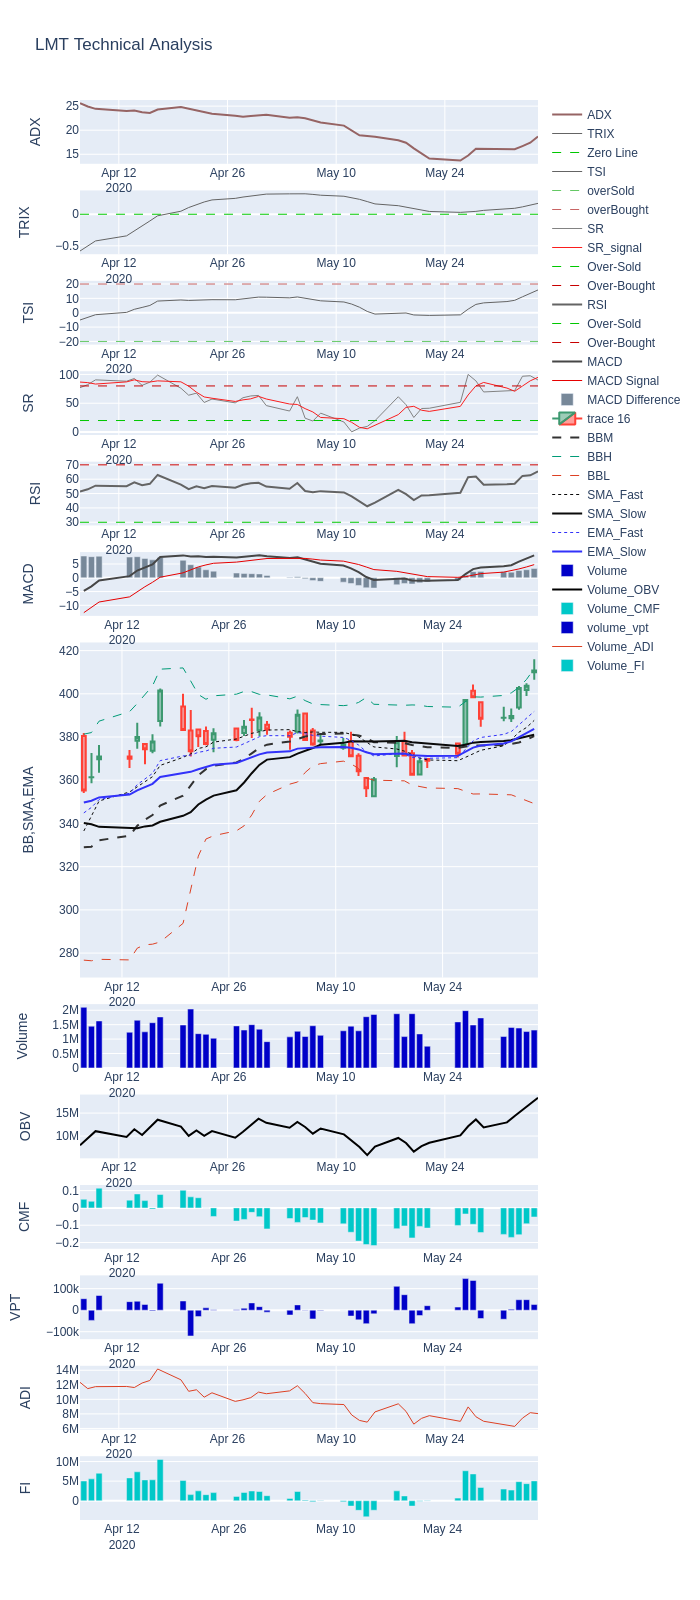 LMT Technical Analysis
ADX
25
20
15
Apr 12
2020
Apr 26
May 10
May 24
TRIX
0
−0.5
Apr 12
2020
Apr 26
May 10
May 24
TSI
20
10
0
−10
−20
Apr 12
2020
Apr 26
May 10
May 24
SR
100
50
0
Apr 12
2020
Apr 26
May 10
May 24
RSI
70
60
50
40
30
Apr 12
2020
Apr 26
May 10
May 24
MACD
5
0
−5
−10
Apr 12
2020
Apr 26
May 10
May 24
BB,SMA,EMA
420
400
380
360
340
320
300
280
Apr 12
2020
Apr 26
May 10
May 24
Volume
2M
1.5M
1M
0.5M
0
Apr 12
2020
Apr 26
May 10
May 24
OBV
15M
10M
Apr 12
2020
Apr 26
May 10
May 24
CMF
0.1
0
−0.1
−0.2
Apr 12
2020
Apr 26
May 10
May 24
VPT
100k
0
−100k
Apr 12
2020
Apr 26
May 10
May 24
ADI
14M
12M
10M
8M
6M
Apr 12
2020
Apr 26
May 10
May 24
FI
10M
5M
0
Apr 12
2020
Apr 26
May 10
May 24
ADX
TRIX
Zero Line
TSI
overSold
overBought
SR
SR_signal
Over-Sold
Over-Bought
RSI
Over-Sold
Over-Bought
MACD
MACD Signal
MACD Difference
trace 16
BBM
BBH
BBL
SMA_Fast
SMA_Slow
EMA_Fast
EMA_Slow
Volume
Volume_OBV
Volume_CMF
volume_vpt
Volume_ADI
Volume_FI